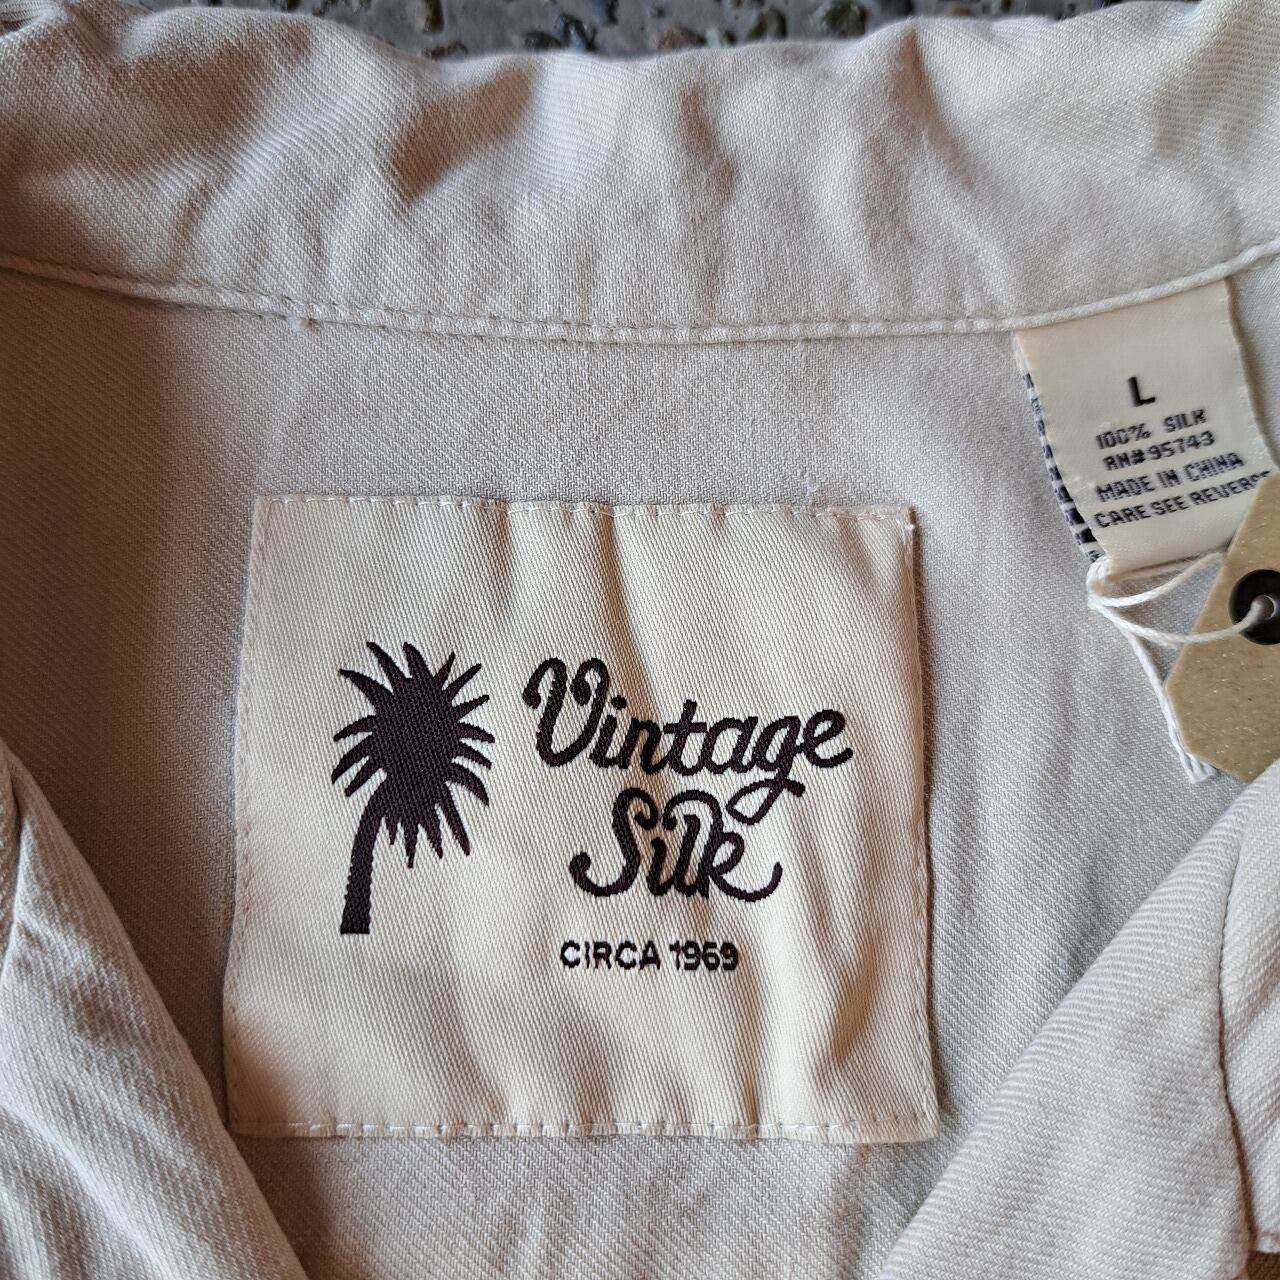 L
100% SILK
RN#95743
MADE IN CHINA
CARE SEE REVERSE
Vintage
Silk
CIRCA 1969